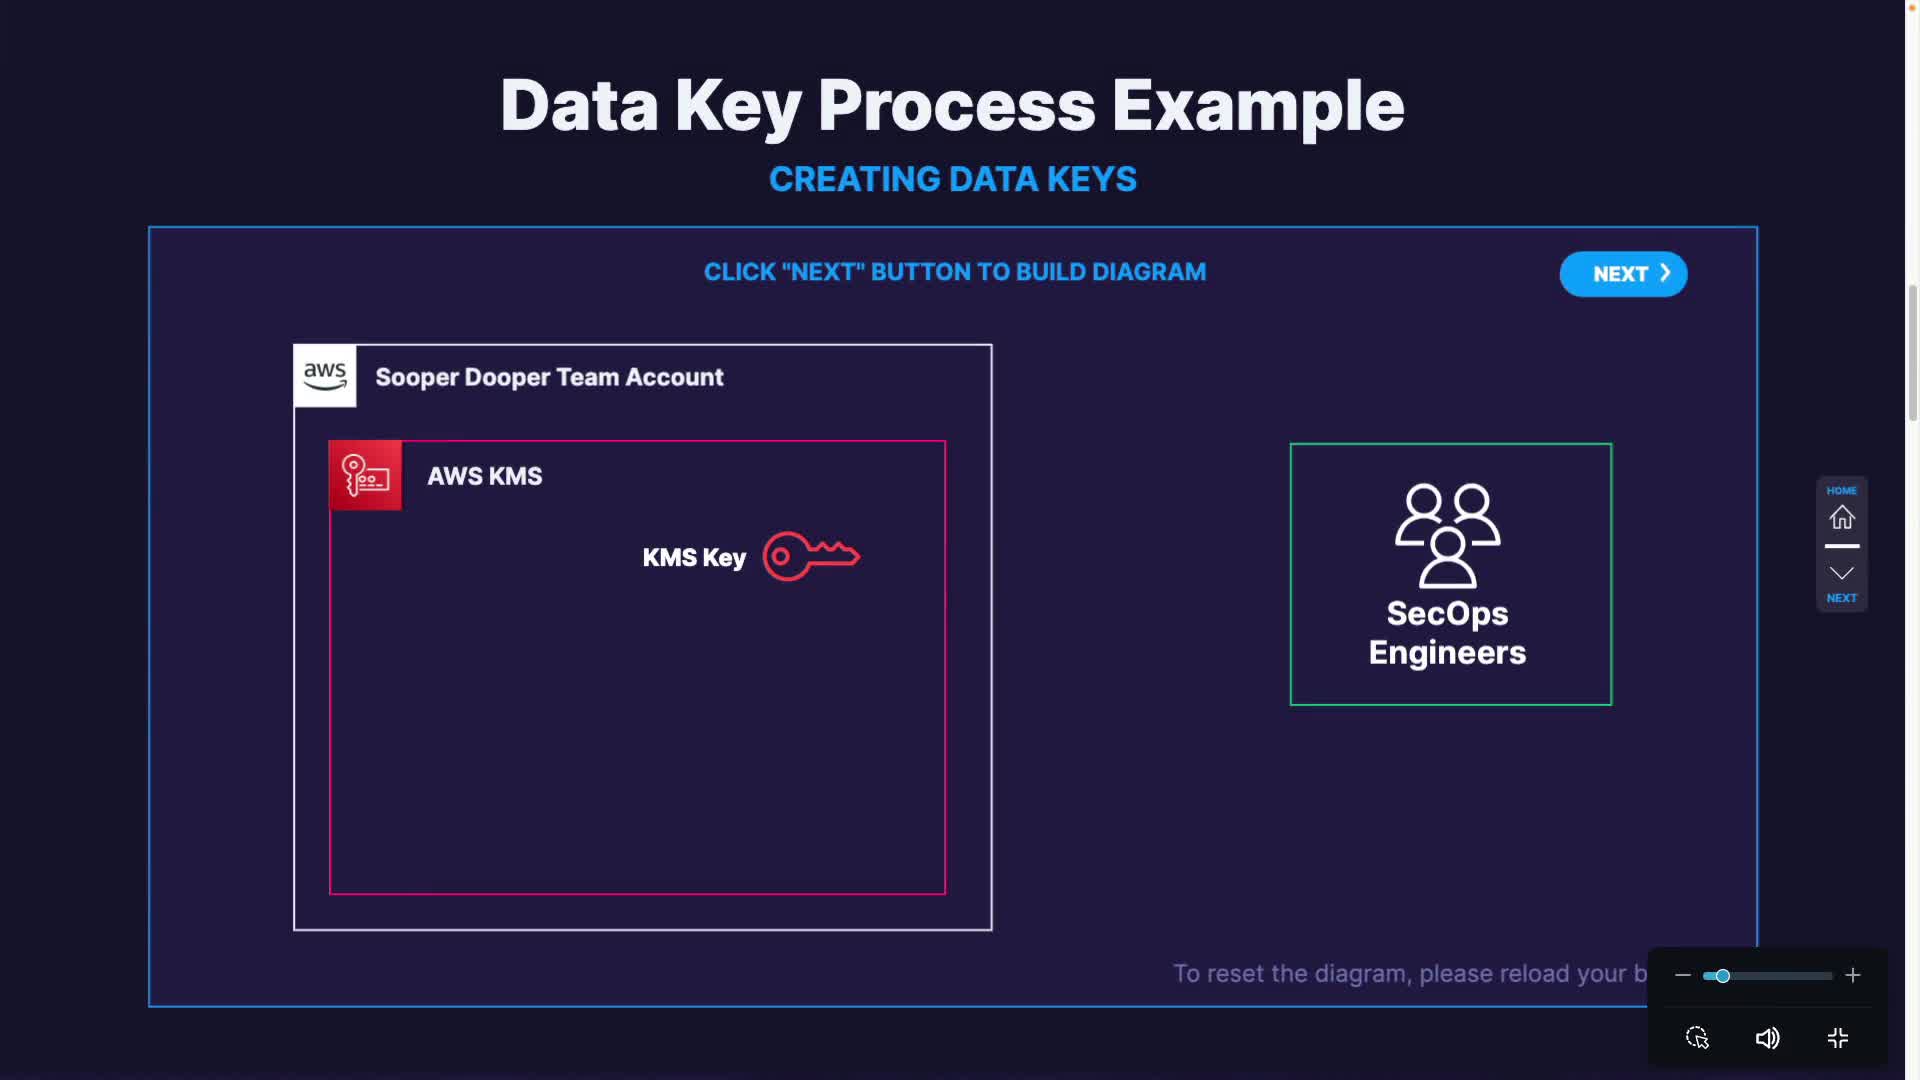 Data Key Process Example
CREATING DATA KEYS
CLICK "NEXT" BUTTON TO BUILD DIAGRAM
NEXT
aws
Sooper Dooper Team Account
AWS KMS
KMS Key
SecOps
Engineers
HOME
NEXT
To reset the diagram, please reload your b